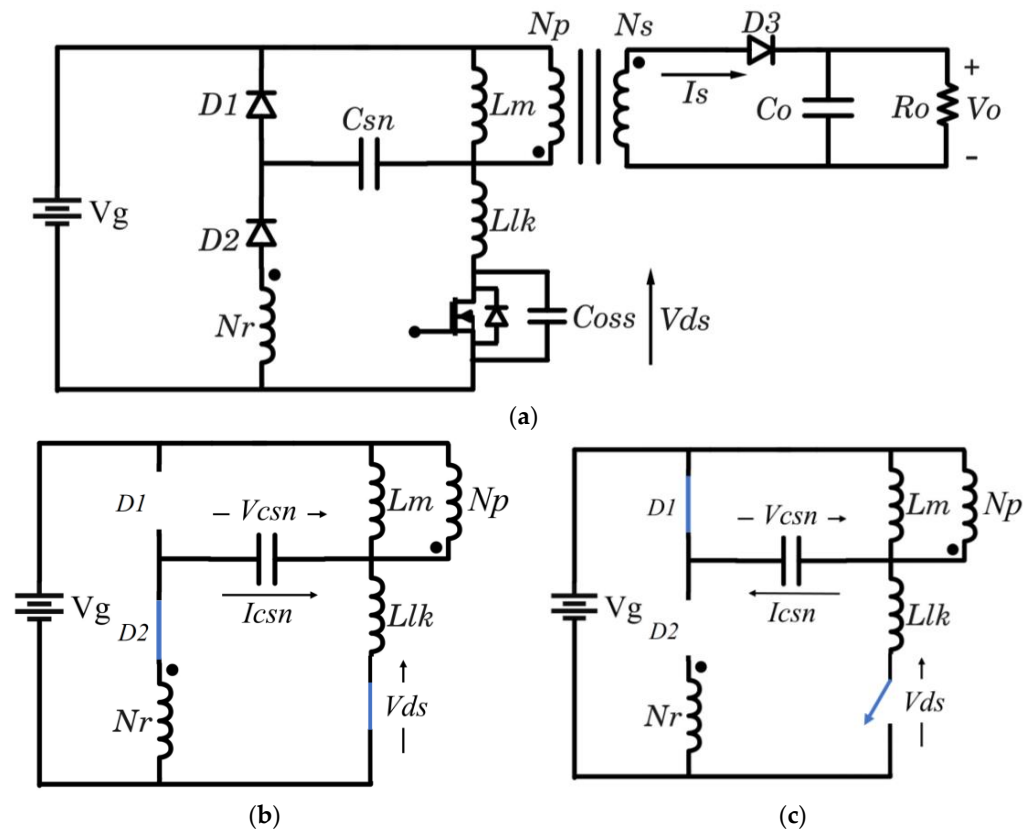 Np Ns D3
D1 Csn Lm Is Co Ro + Vo -
Vg D2 Llk
Nr Coss Vds
(a)
D1 – Vcsn → Lm Np
Vg D2 Icsn Llk
Nr Vds
(b)
D1 – Vcsn → Lm Np
Vg D2 Icsn Llk
Nr Vds
(c)